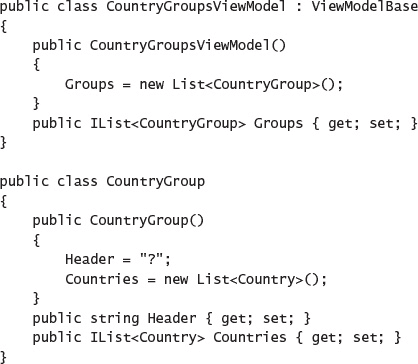 public class CountryGroupsViewModel : ViewModelBase
{
    public CountryGroupsViewModel()
    {
        Groups = new List<CountryGroup>();
    }
    public IList<CountryGroup> Groups { get; set; }
}

public class CountryGroup
{
    public CountryGroup()
    {
        Header = "?";
        Countries = new List<Country>();
    }
    public string Header { get; set; }
    public IList<Country> Countries { get; set; }
}